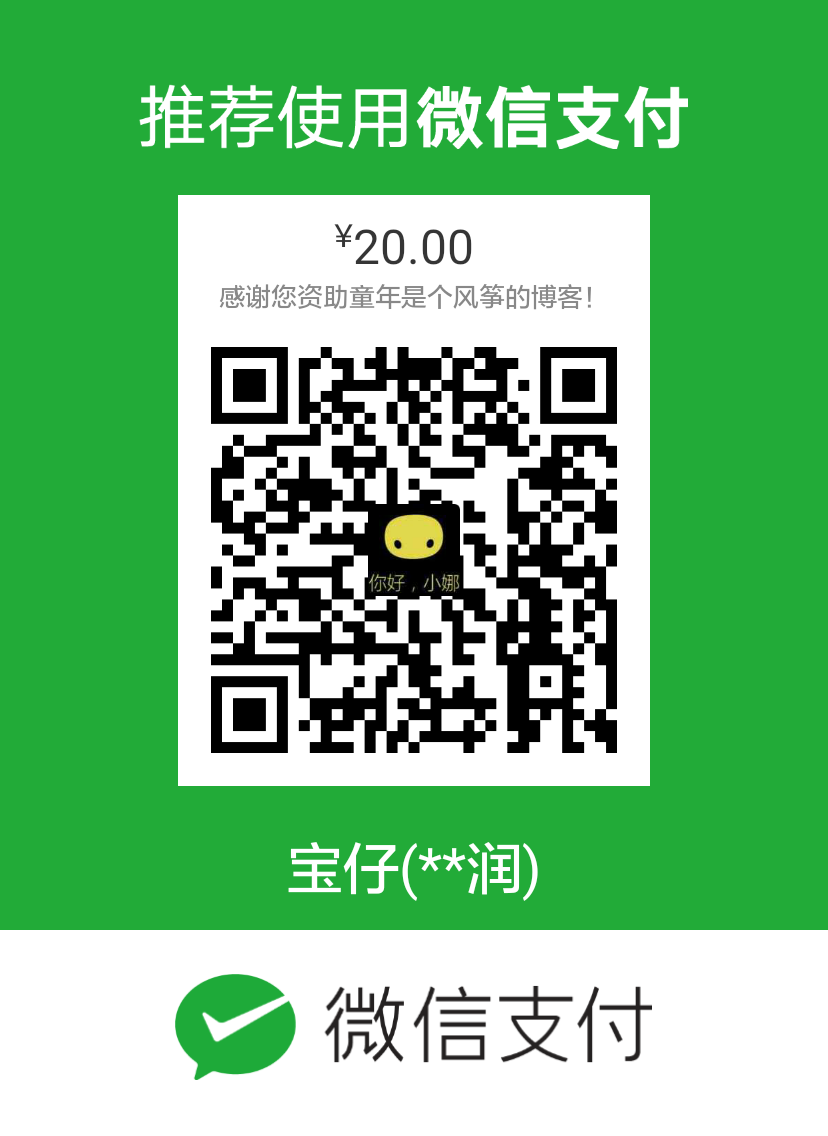 推荐使用微信支付
¥20.00
感谢您资助童年是个风筝的博客！
你好，小娜
宝仔(**润)
微信支付